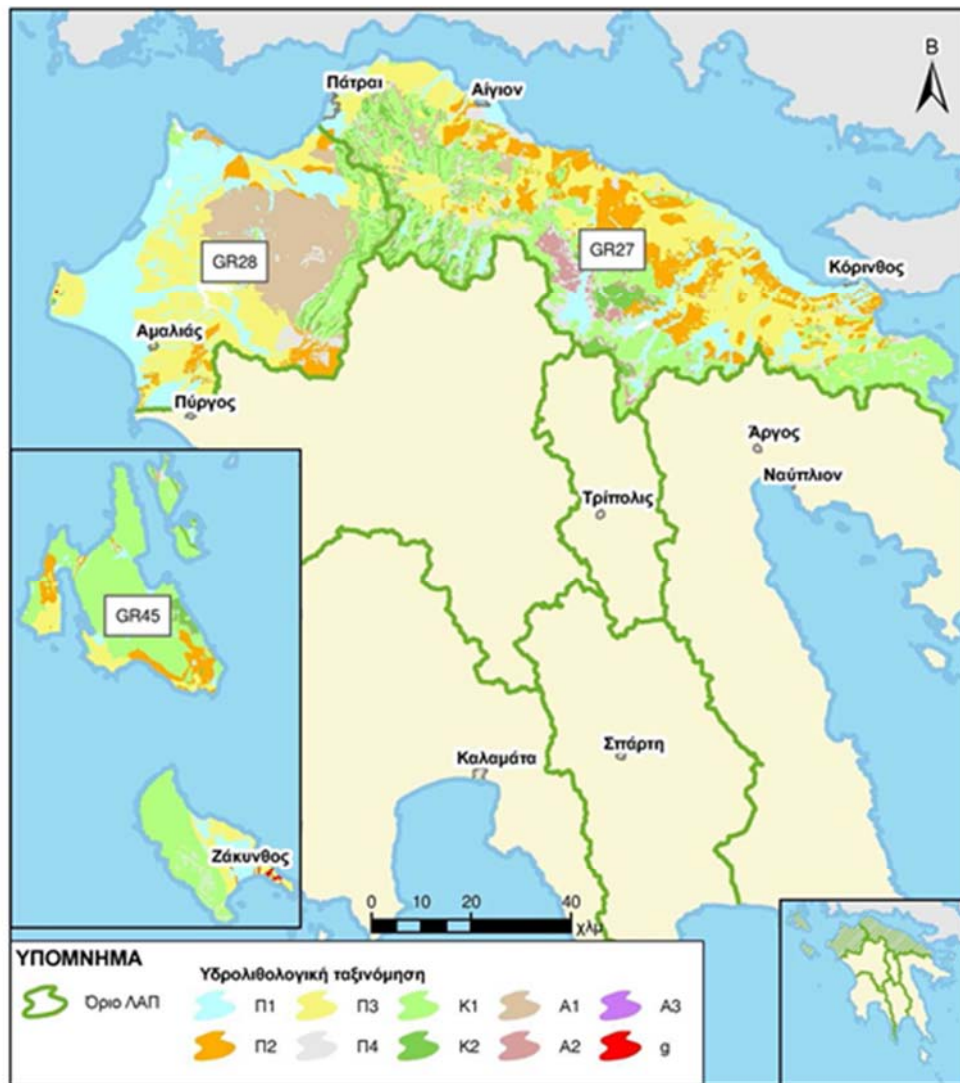 Β
Πάτραι
Αίγιον
GR28
GR27
Κόρινθος
Αμαλιάς
Πύργος
Άργος
Ναύπλιον
Τρίπολις
GR45
Σπάρτη
Καλαμάτα
Ζάκυνθος
0 10 20 40
χλμ
ΥΠΟΜΝΗΜΑ
Όριο ΛΑΠ
Υδρολιθολογική ταξινόμηση
Π1 Π3 Κ1 Α1 Α3
Π2 Π4 Κ2 Α2 g